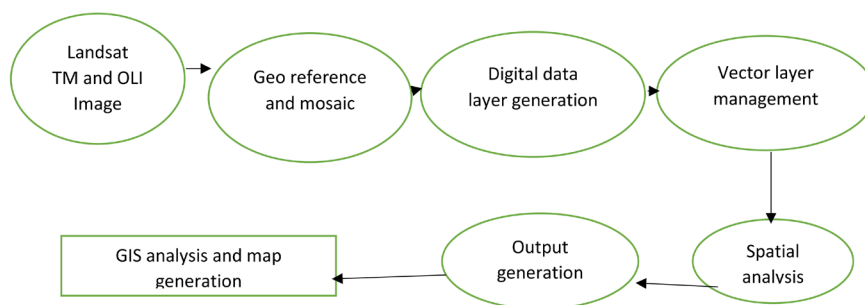 Landsat
TM and OLI
Image
Geo reference
and mosaic
Digital data
layer generation
Vector layer
management
Spatial
analysis
Output
generation
GIS analysis and map
generation